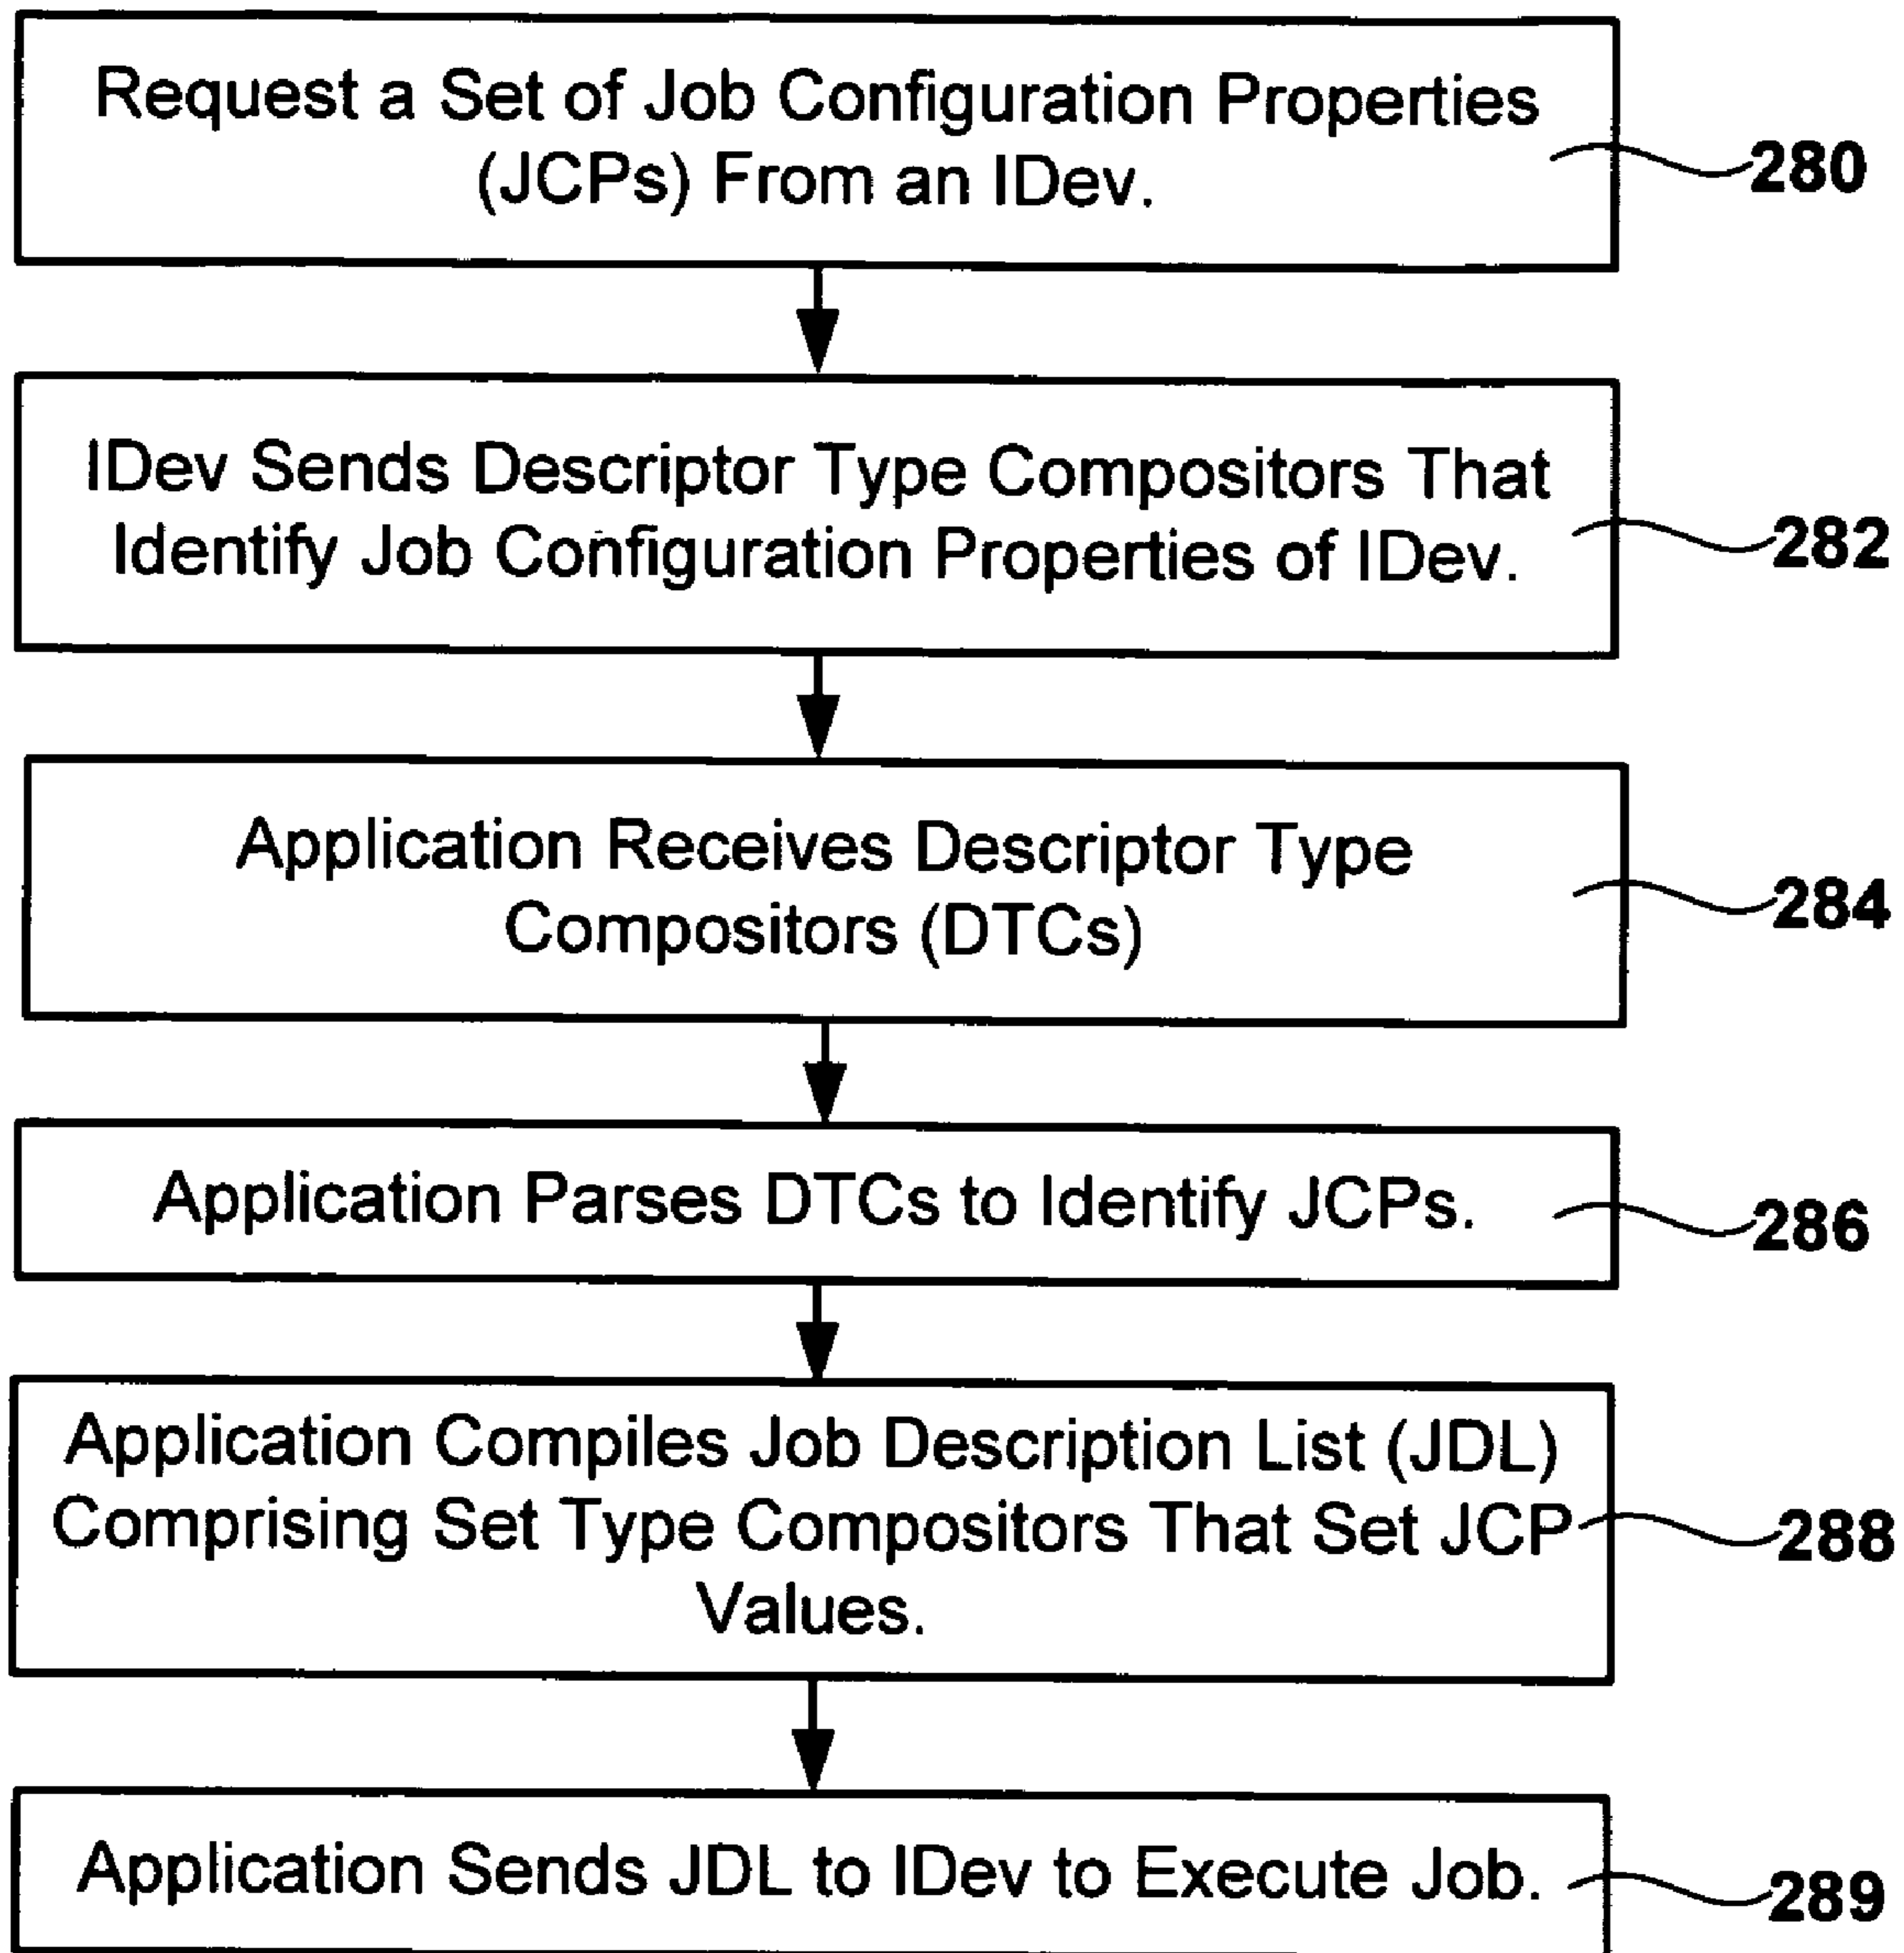 Request a Set of Job Configuration Properties
(JCPs) From an IDev.
280
IDev Sends Descriptor Type Compositors That
Identify Job Configuration Properties of IDev.
282
Application Receives Descriptor Type
Compositors (DTCs)
284
Application Parses DTCs to Identify JCPs.
286
Application Compiles Job Description List (JDL)
Comprising Set Type Compositors That Set JCP
Values.
288
Application Sends JDL to IDev to Execute Job.
289